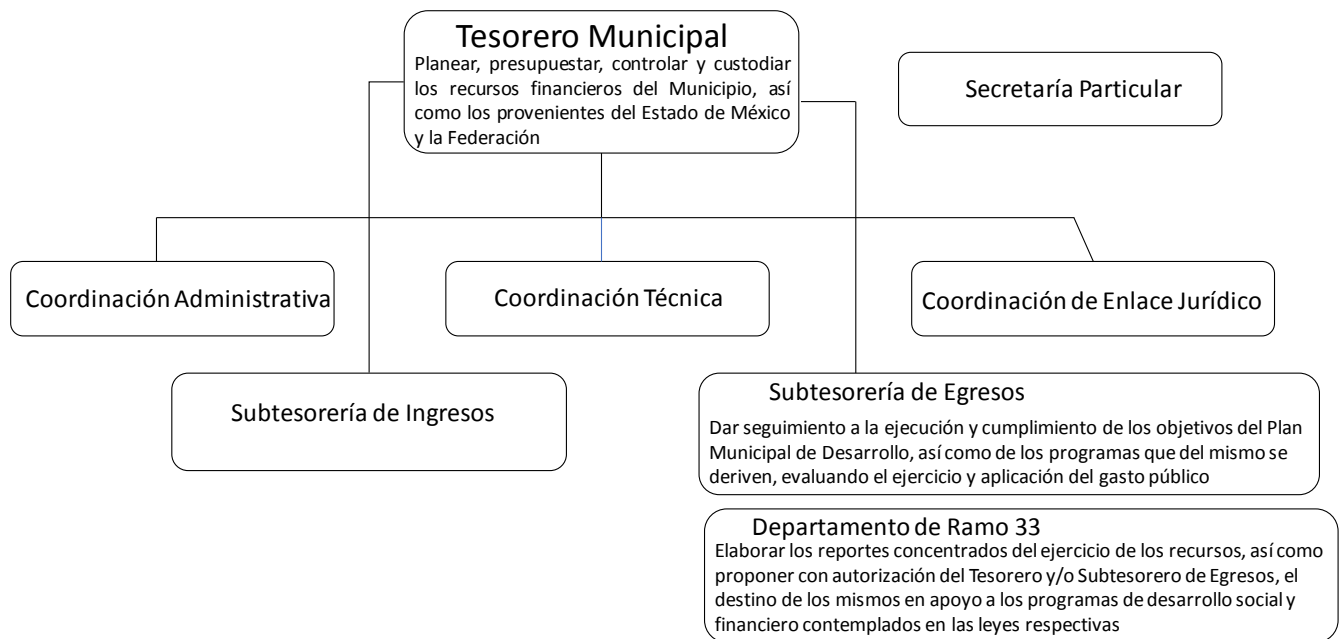 Tesorero Municipal
Planear, presupuestar, controlar y custodiar
los recursos financieros del Municipio, así
como los provenientes del Estado de México
y la Federación
Secretaría Particular
Coordinación Administrativa
Coordinación Técnica
Coordinación de Enlace Jurídico
Subtesorería de Ingresos
Subtesorería de Egresos
Dar seguimiento a la ejecución y cumplimiento de los objetivos del Plan
Municipal de Desarrollo, así como de los programas que del mismo se
deriven, evaluando el ejercicio y aplicación del gasto público
Departamento de Ramo 33
Elaborar los reportes concentrados del ejercicio de los recursos, así como
proponer con autorización del Tesorero y/o Subtesorero de Egresos, el
destino de los mismos en apoyo a los programas de desarrollo social y
financiero contemplados en las leyes respectivas